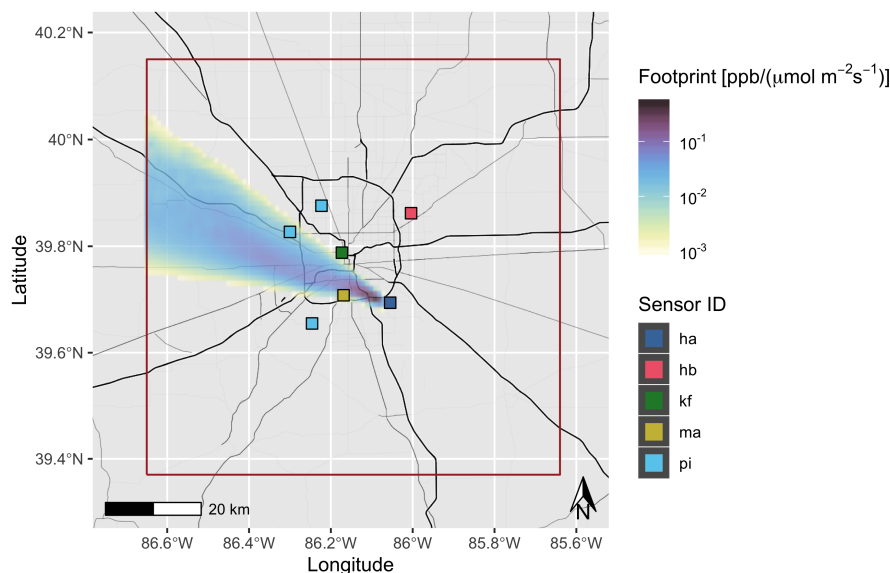 40.2°N
40°N
39.8°N
39.6°N
39.4°N
Latitude
20 km
N
86.6°W
86.4°W
86.2°W
86°W
85.8°W
85.6°W
Longitude
Footprint [ppb/(μmol m⁻²s⁻¹)]
10⁻¹
10⁻²
10⁻³
Sensor ID
ha
hb
kf
ma
pi